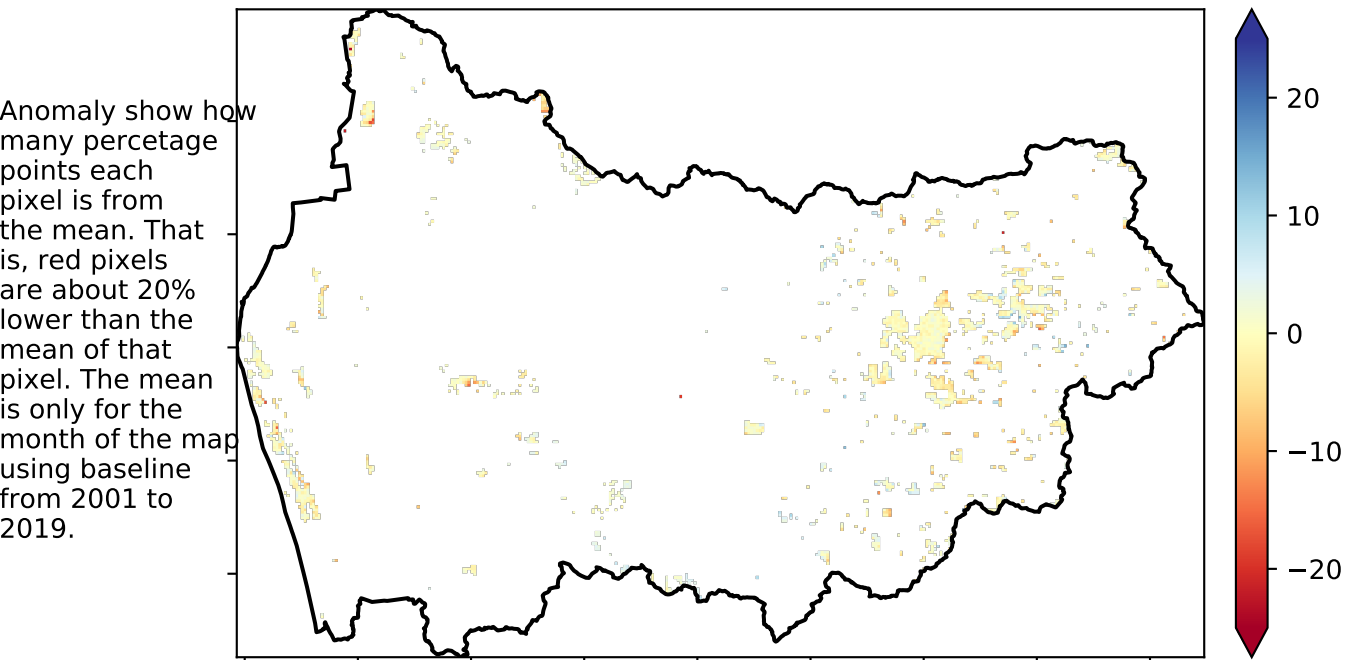 Anomaly show how
many percetage
points each
pixel is from
the mean. That
is, red pixels
are about 20%
lower than the
mean of that
pixel. The mean
is only for the
month of the map
using baseline
from 2001 to
2019.
20
10
0
−10
−20